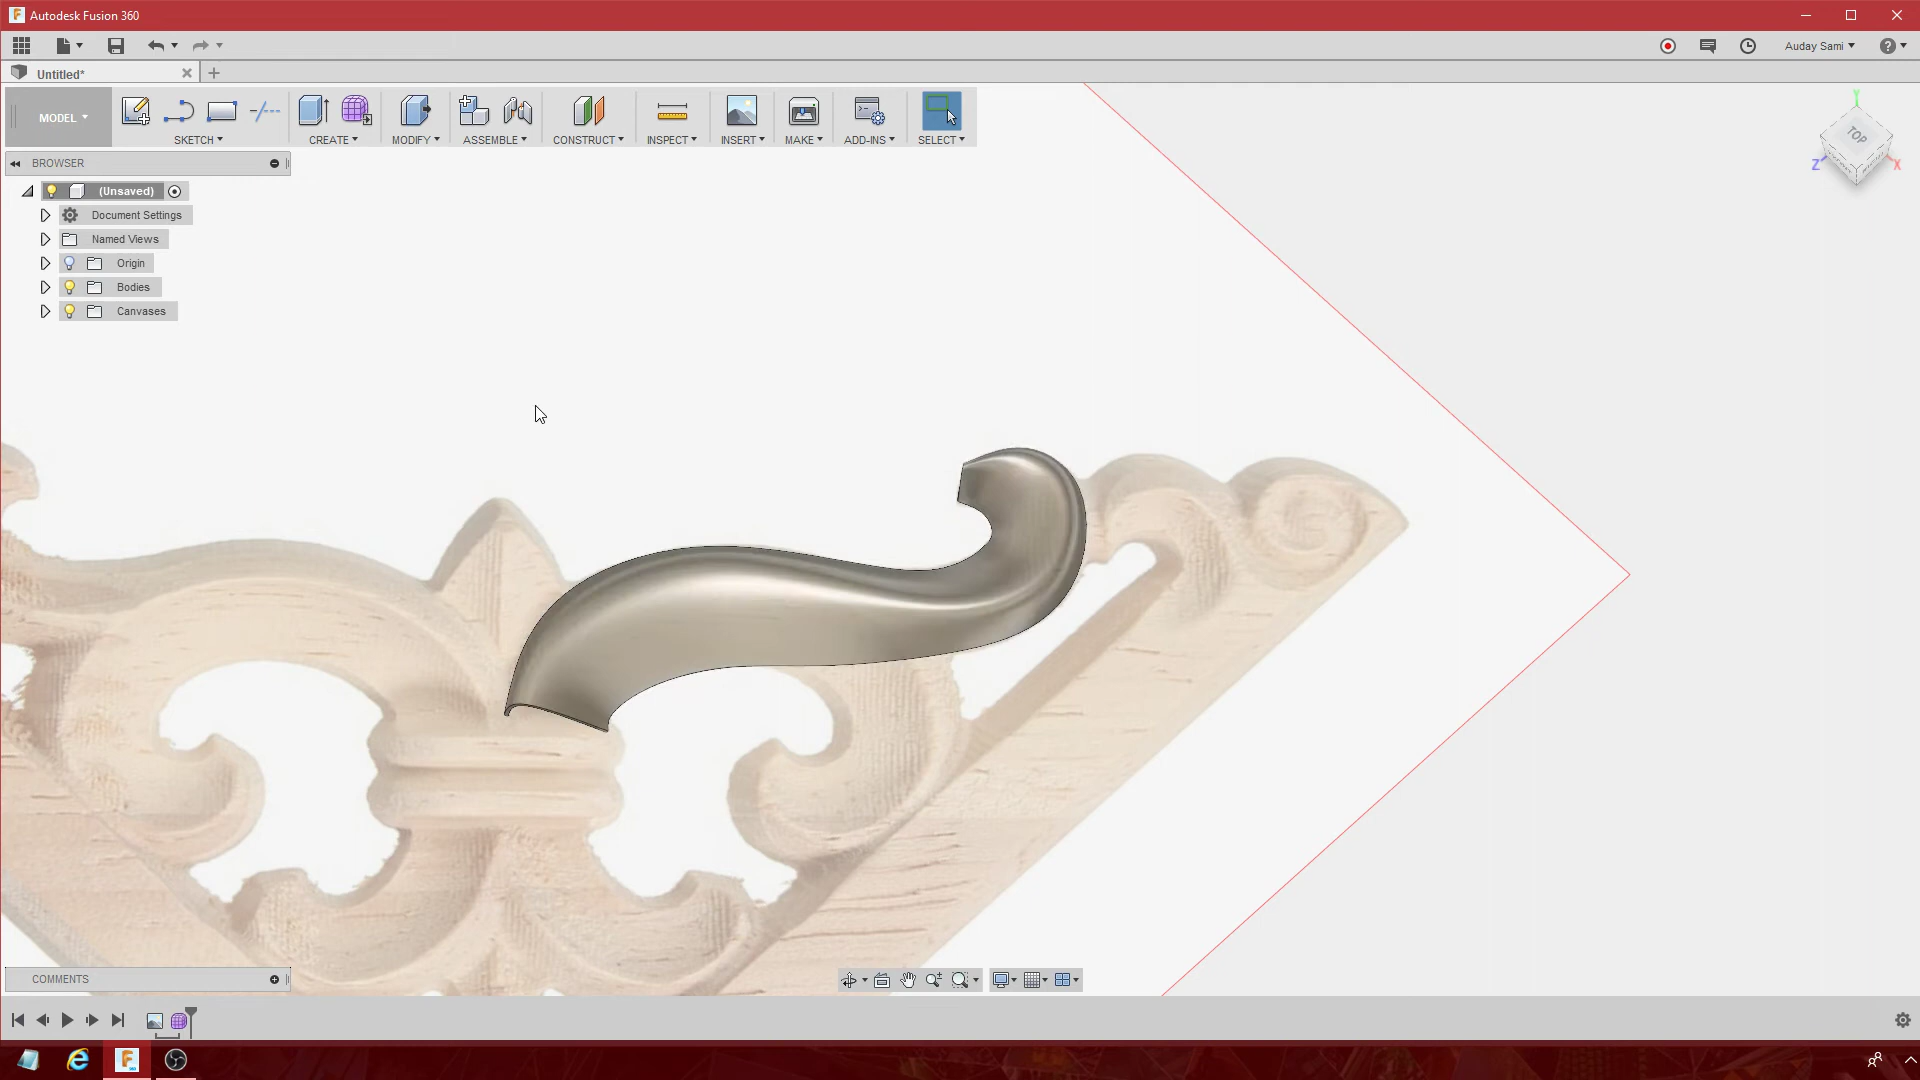 Autodesk Fusion 360
Auday Sami
Untitled*
MODEL
SKETCH
CREATE
MODIFY
ASSEMBLE
CONSTRUCT
INSPECT
INSERT
MAKE
ADD-INS
SELECT
BROWSER
(Unsaved)
Document Settings
Named Views
Origin
Bodies
Canvases
Y
TOP
Z
X
COMMENTS